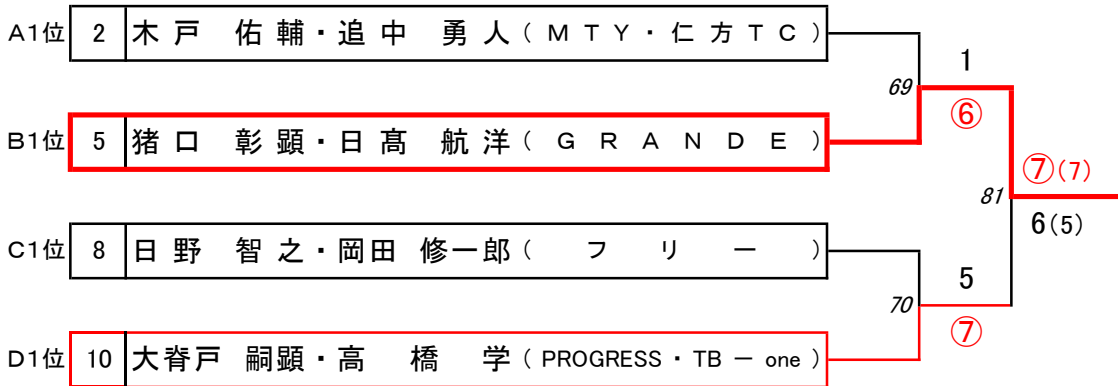 A1位 2 木戸 佑輔・追中 勇人(MTY・仁方TC)
1
69
⑥
B1位 5 猪口 彰顕・日髙 航洋(GRANDE)
⑦(7)
81
6(5)
C1位 8 日野 智之・岡田 修一郎(フリー)
5
70
⑦
D1位 10 大脊戸 嗣顕・高橋 学(PROGRESS・TB-one)